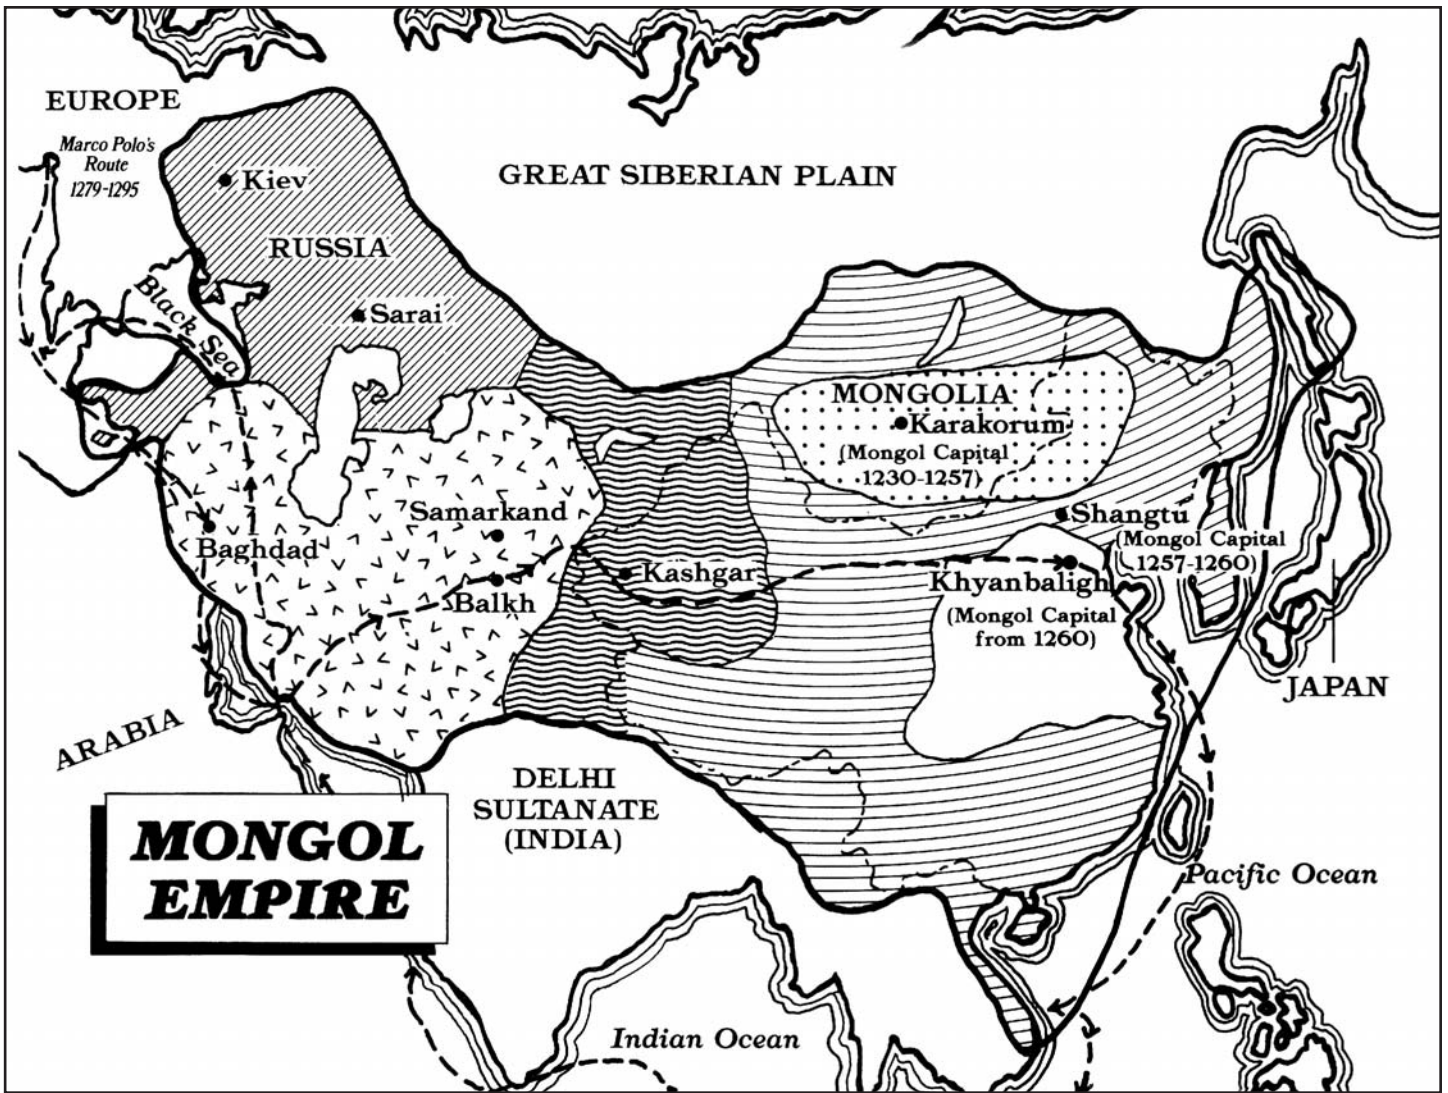 EUROPE
Marco Polo's
Route
1279-1295
Kiev
GREAT SIBERIAN PLAIN
RUSSIA
Black Sea
Sarai
MONGOLIA
Karakorum
(Mongol Capital
1230-1257)
Samarkand
Shangtu
(Mongol Capital
1257-1260)
Baghdad
Kashgar
Khyanbaligh
(Mongol Capital
from 1260)
Balkh
JAPAN
ARABIA
DELHI
SULTANATE
(INDIA)
MONGOL
EMPIRE
Pacific Ocean
Indian Ocean